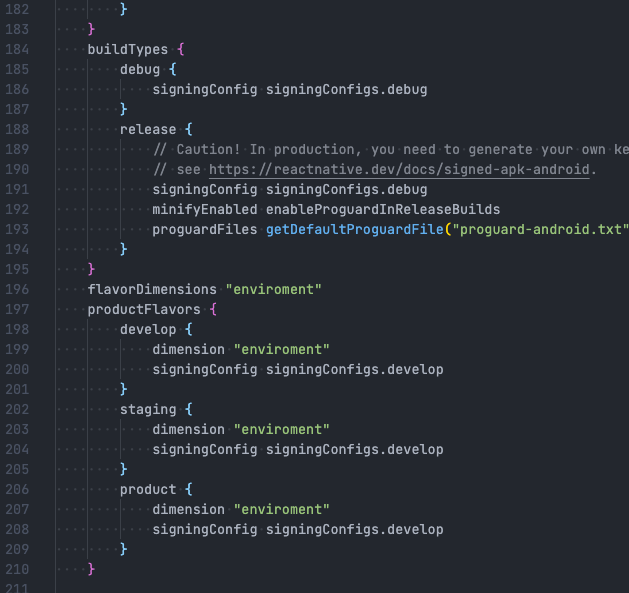 182 }
183 }
184 buildTypes {
185 debug {
186 signingConfig signingConfigs.debug
187 }
188 release {
189 // Caution! In production, you need to generate your own ke
190 // see https://reactnative.dev/docs/signed-apk-android.
191 signingConfig signingConfigs.debug
192 minifyEnabled enableProguardInReleaseBuilds
193 proguardFiles getDefaultProguardFile("proguard-android.txt"
194 }
195 }
196 flavorDimensions "enviroment"
197 productFlavors {
198 develop {
199 dimension "enviroment"
200 signingConfig signingConfigs.develop
201 }
202 staging {
203 dimension "enviroment"
204 signingConfig signingConfigs.develop
205 }
206 product {
207 dimension "enviroment"
208 signingConfig signingConfigs.develop
209 }
210 }
211